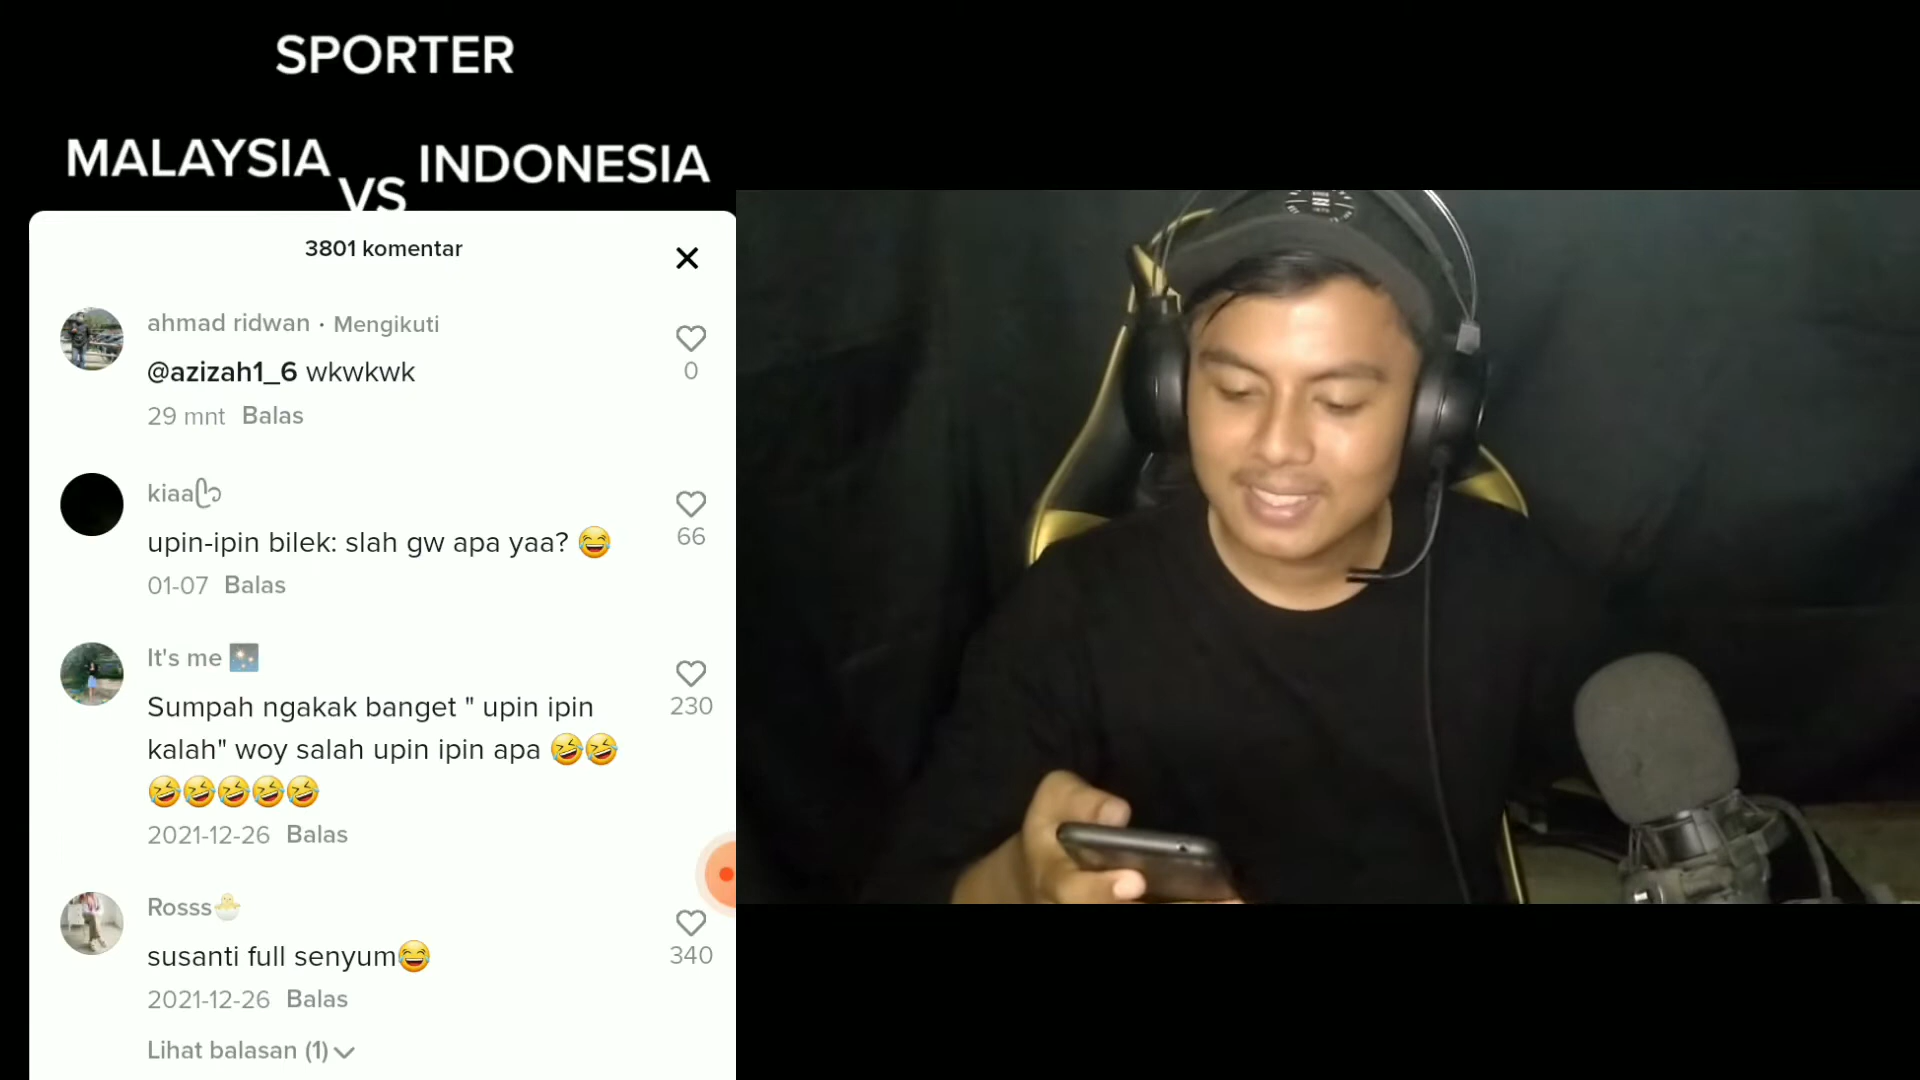 SPORTER
MALAYSIA VS INDONESIA
3801 komentar
ahmad ridwan · Mengikuti
@azizah1_6 wkwkwk
0
29 mnt Balas
kiaa
upin-ipin bilek: slah gw apa yaa? 😂
66
01-07 Balas
It's me
Sumpah ngakak banget " upin ipin
230
kalah" woy salah upin ipin apa 🤣🤣
🤣🤣🤣🤣🤣
2021-12-26 Balas
Rosss🐣
susanti full senyum😂
340
2021-12-26 Balas
Lihat balasan (1)